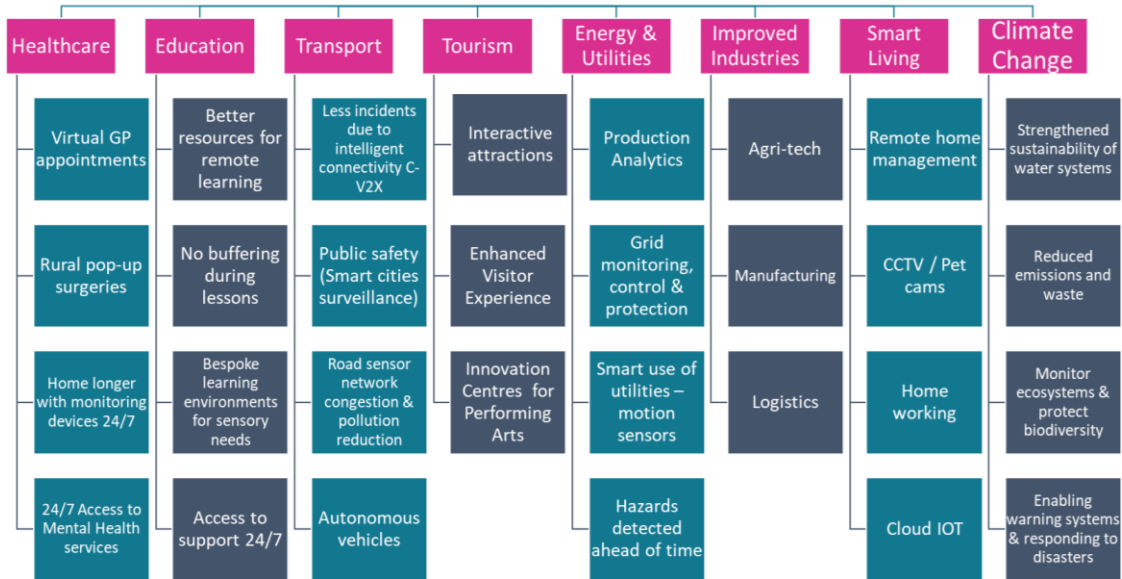 Healthcare
Virtual GP
appointments
Rural pop-up
surgeries
Home longer
with monitoring
devices 24/7
24/7 Access to
Mental Health
services
Education
Better
resources for
remote
learning
No buffering
during
lessons
Bespoke
learning
environments
for sensory
needs
Access to
support 24/7
Transport
Less incidents
due to
intelligent
connectivity C-
V2X
Public safety
(Smart cities
surveillance)
Road sensor
network
congestion &
pollution
reduction
Autonomous
vehicles
Tourism
Interactive
attractions
Enhanced
Visitor
Experience
Innovation
Centres for
Performing
Arts
Energy &
Utilities
Production
Analytics
Grid
monitoring,
control &
protection
Smart use of
utilities –
motion
sensors
Hazards
detected
ahead of time
Improved
Industries
Agri-tech
Manufacturing
Logistics
Smart
Living
Remote home
management
CCTV / Pet
cams
Home
working
Cloud IOT
Climate
Change
Strengthened
sustainability of
water systems
Reduced
emissions and
waste
Monitor
ecosystems &
protect
biodiversity
Enabling
warning systems
& responding to
disasters